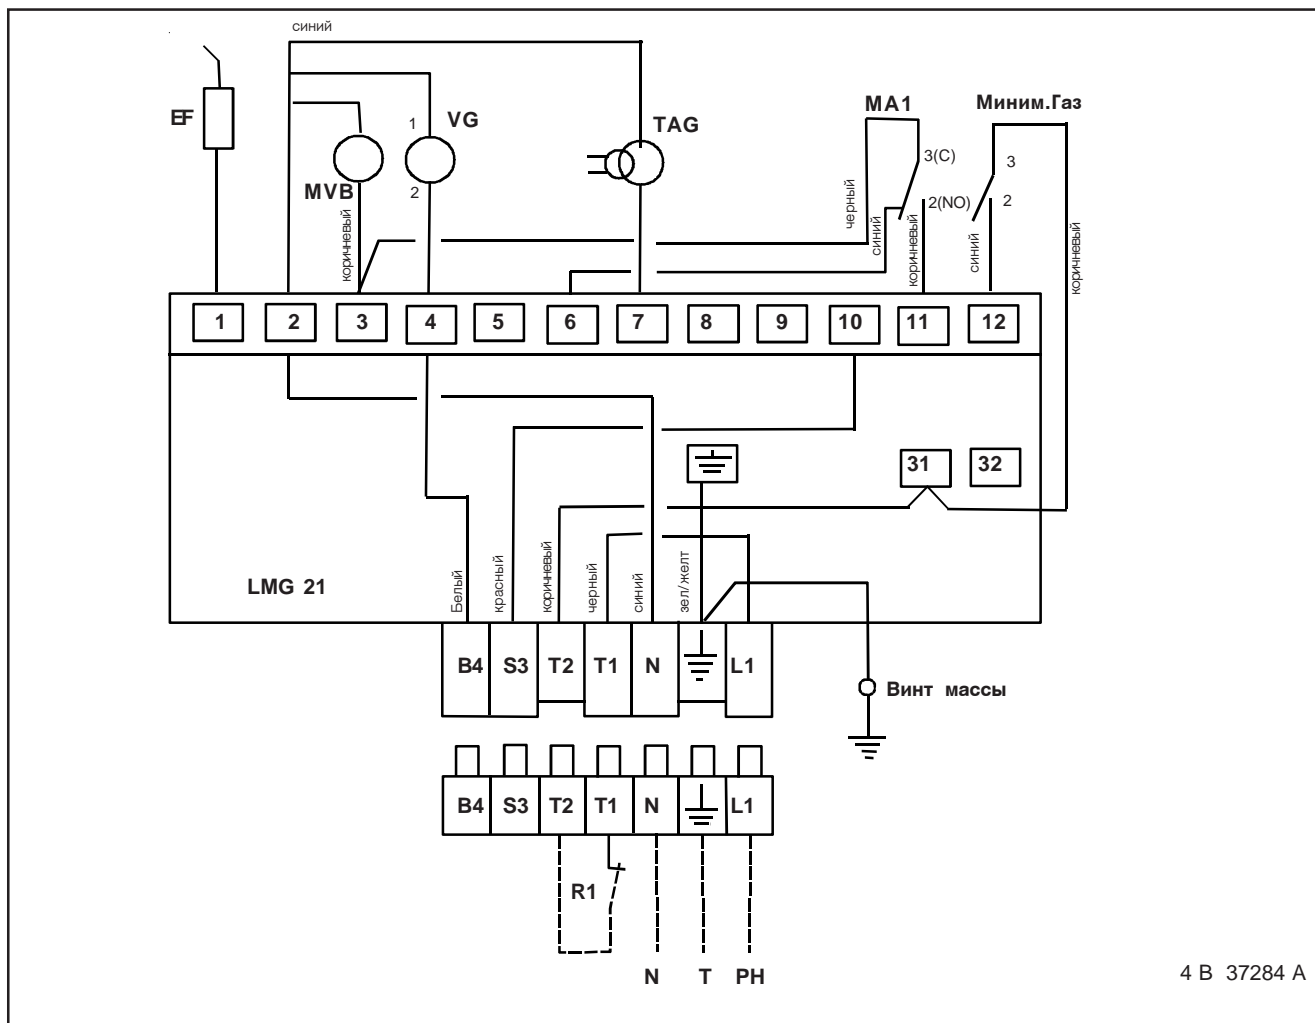 синий
EF
MVB
1
VG
2
TAG
MA1
Миним.Газ
3(C)
2(NO)
3
2
коричневый
черный
синий
коричневый
синий
коричневый
1 2 3 4 5 6 7 8 9 10 11 12
31 32
LMG 21
Белый
красный
коричневый
черный
синий
зел/желт
B4 S3 T2 T1 N L1
Винт массы
B4 S3 T2 T1 N L1
R1
N T PH
4 B 37284 A